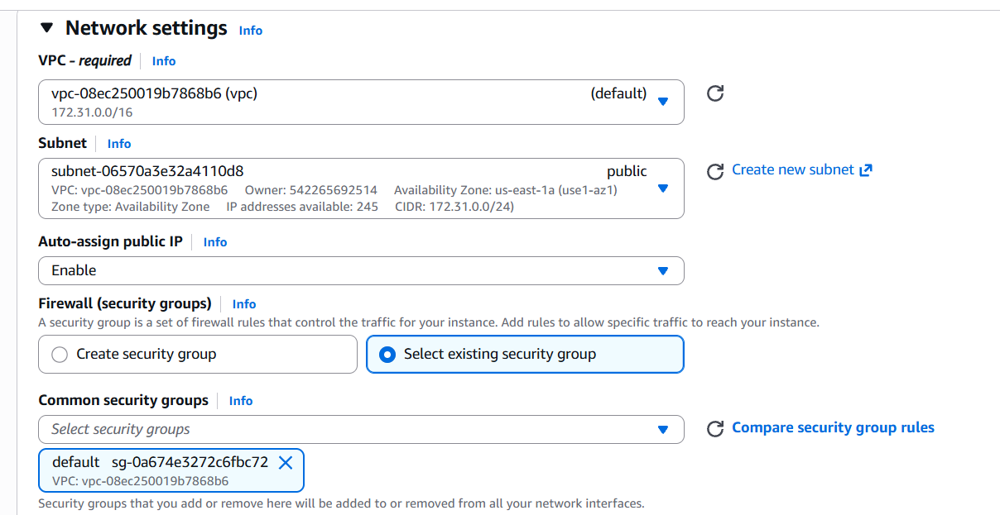 Network settings Info
VPC - required Info
vpc-08ec250019b7868b6 (vpc) (default)
172.31.0.0/16
Subnet Info
subnet-06570a3e32a4110d8 public
VPC: vpc-08ec250019b7868b6 Owner: 542265692514 Availability Zone: us-east-1a (use1-az1)
Zone type: Availability Zone IP addresses available: 245 CIDR: 172.31.0.0/24)
Create new subnet
Auto-assign public IP Info
Enable
Firewall (security groups) Info
A security group is a set of firewall rules that control the traffic for your instance. Add rules to allow specific traffic to reach your instance.
Create security group Select existing security group
Common security groups Info
Select security groups Compare security group rules
default sg-0a674e3272c6fbc72
VPC: vpc-08ec250019b7868b6
Security groups that you add or remove here will be added to or removed from all your network interfaces.